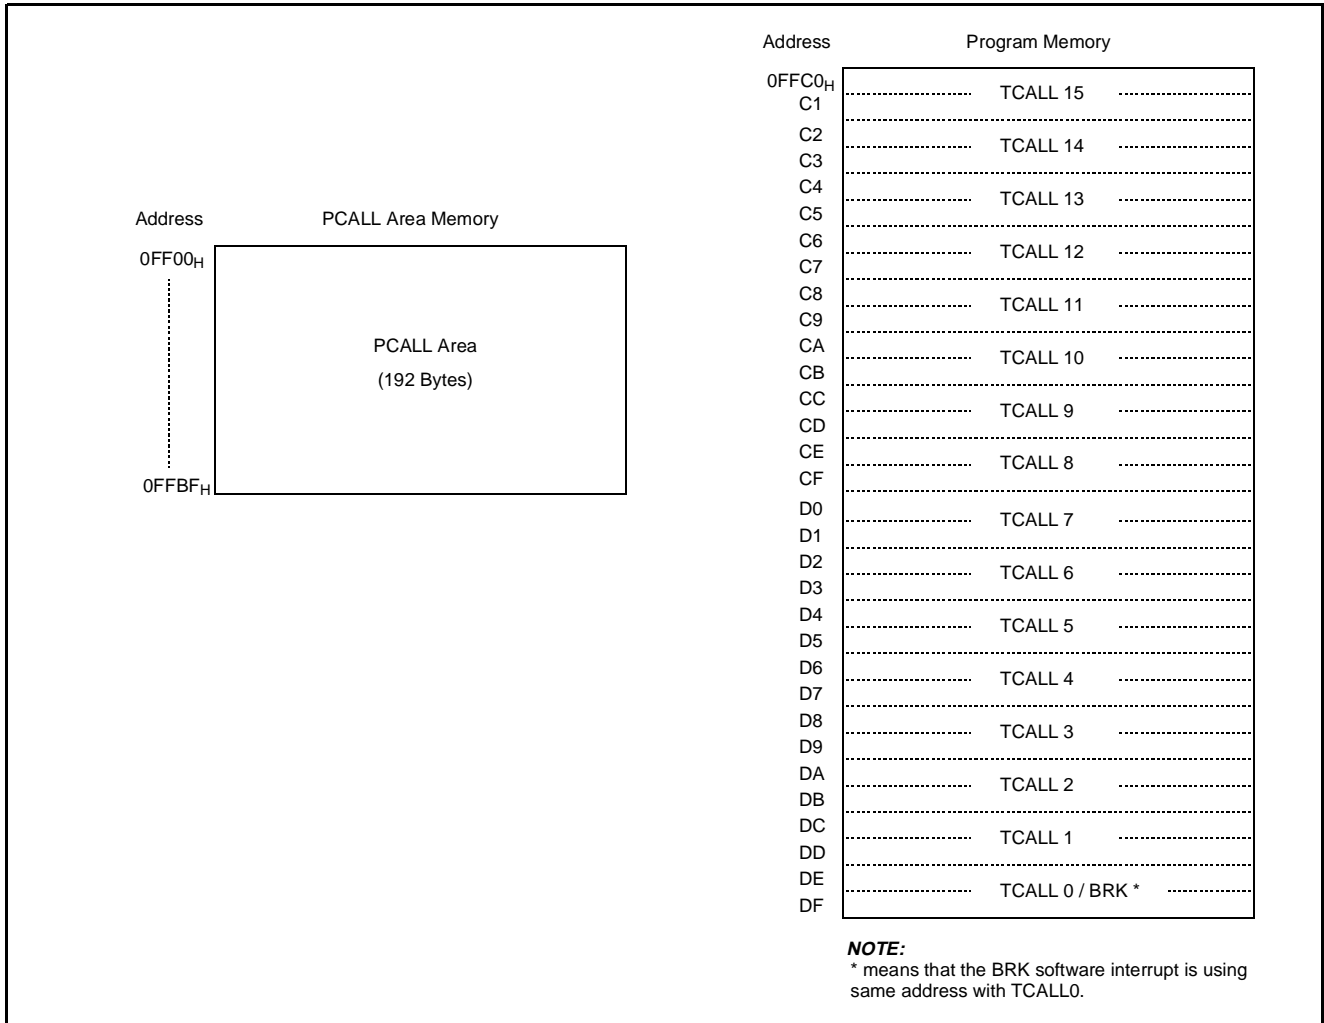 Address PCALL Area Memory
0FF00H
PCALL Area
(192 Bytes)
0FFBFH
Address Program Memory
0FFC0H
C1
TCALL 15
C2
C3
TCALL 14
C4
C5
TCALL 13
C6
C7
TCALL 12
C8
C9
TCALL 11
CA
CB
TCALL 10
CC
CD
TCALL 9
CE
CF
TCALL 8
D0
D1
TCALL 7
D2
D3
TCALL 6
D4
D5
TCALL 5
D6
D7
TCALL 4
D8
D9
TCALL 3
DA
DB
TCALL 2
DC
DD
TCALL 1
DE
DF
TCALL 0 / BRK *
NOTE:
* means that the BRK software interrupt is using
same address with TCALL0.